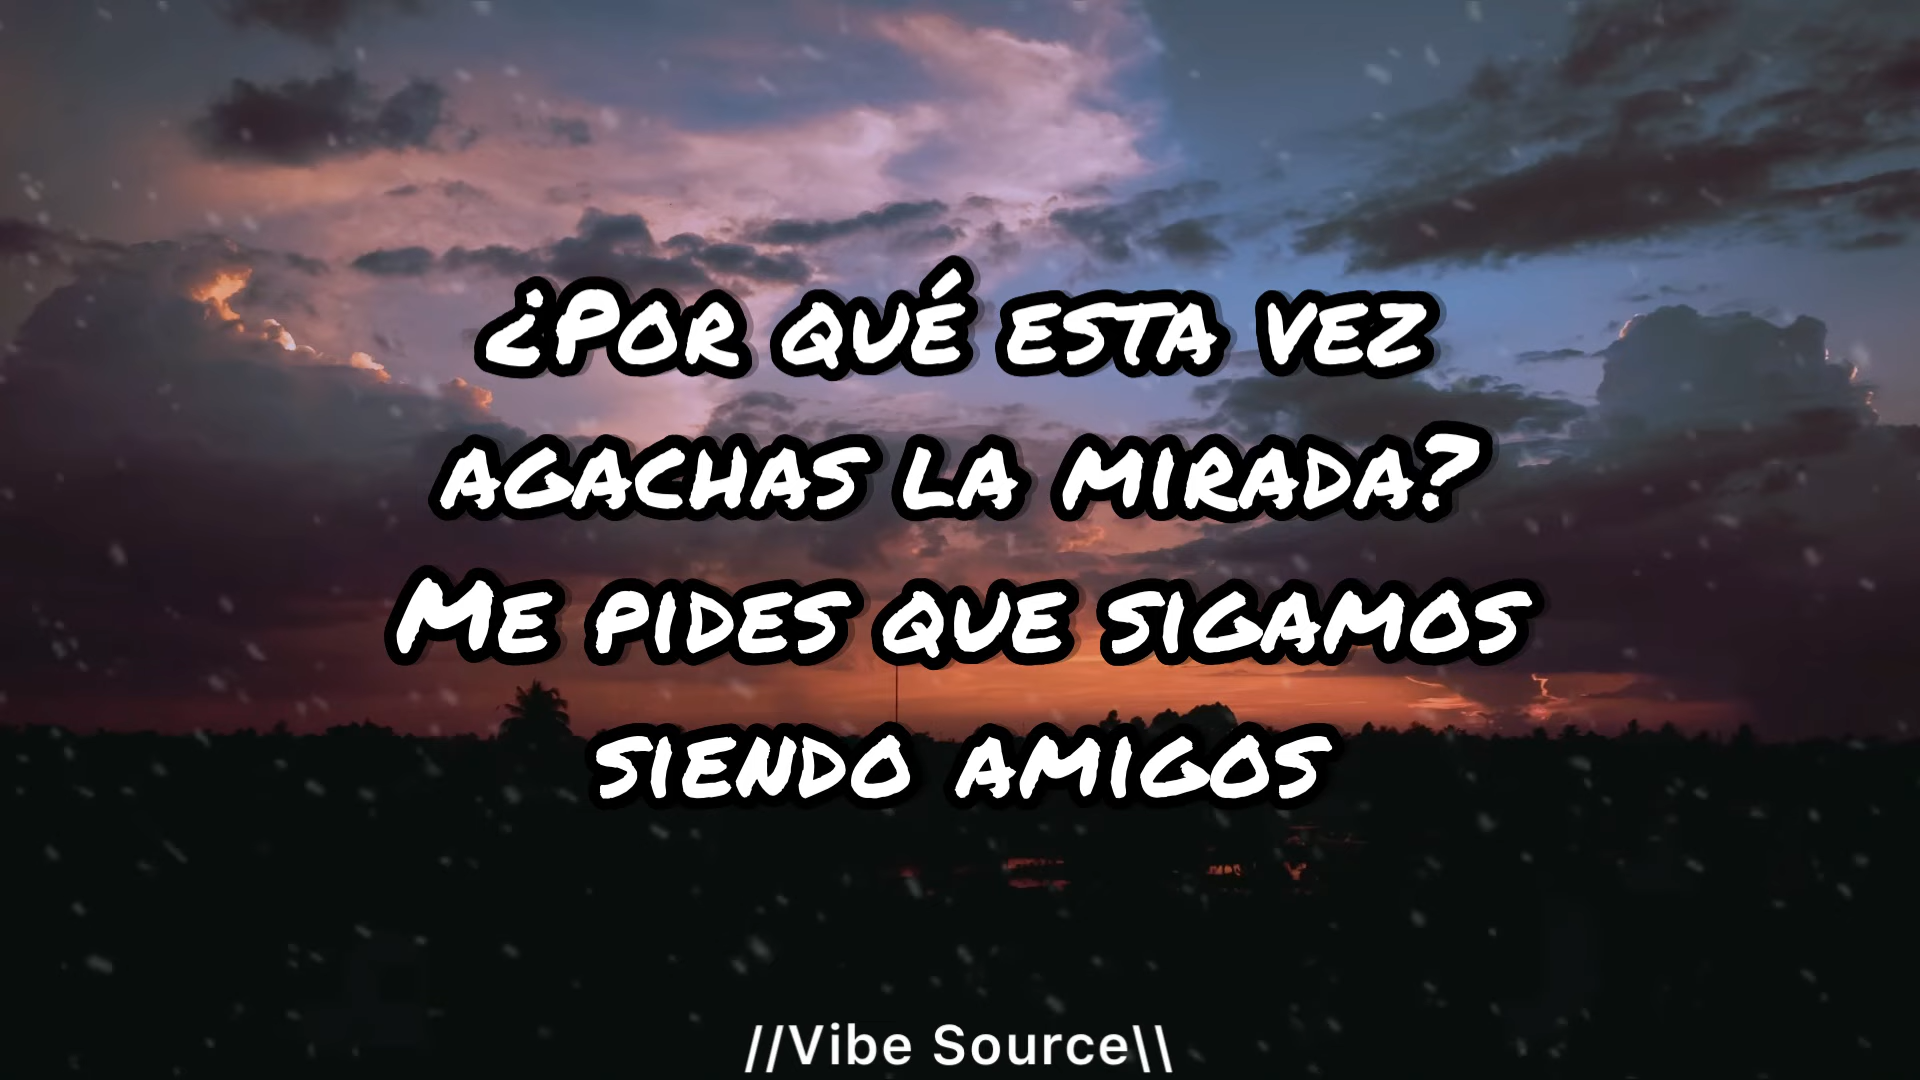 ¿Por qué esta vez
agachas la mirada?
Me pides que sigamos
siendo amigos
//Vibe Source\\